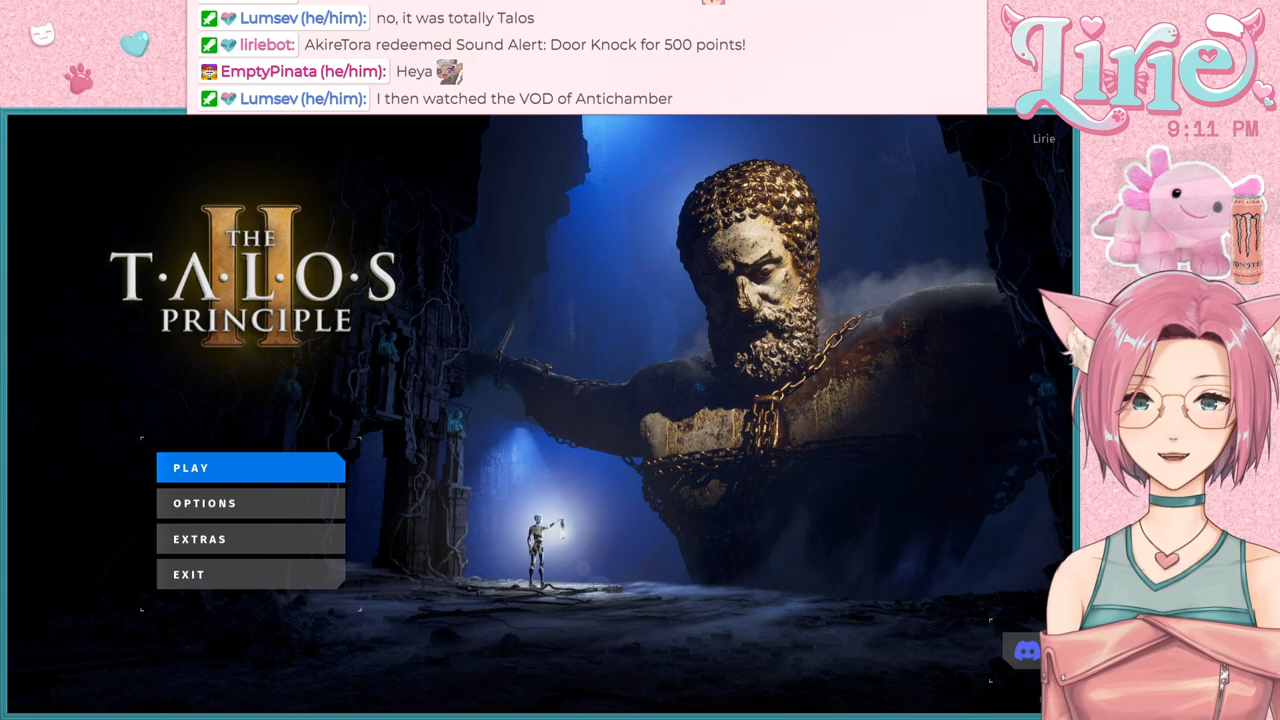 Lumsev (he/him): no, it was totally Talos
liriebot: AkireTora redeemed Sound Alert: Door Knock for 500 points!
EmptyPinata (he/him): Heya
Lumsev (he/him): I then watched the VOD of Antichamber
Lirie
9:11 PM
Lirie
II
THE
T·A·L·O·S
PRINCIPLE
PLAY
OPTIONS
EXTRAS
EXIT